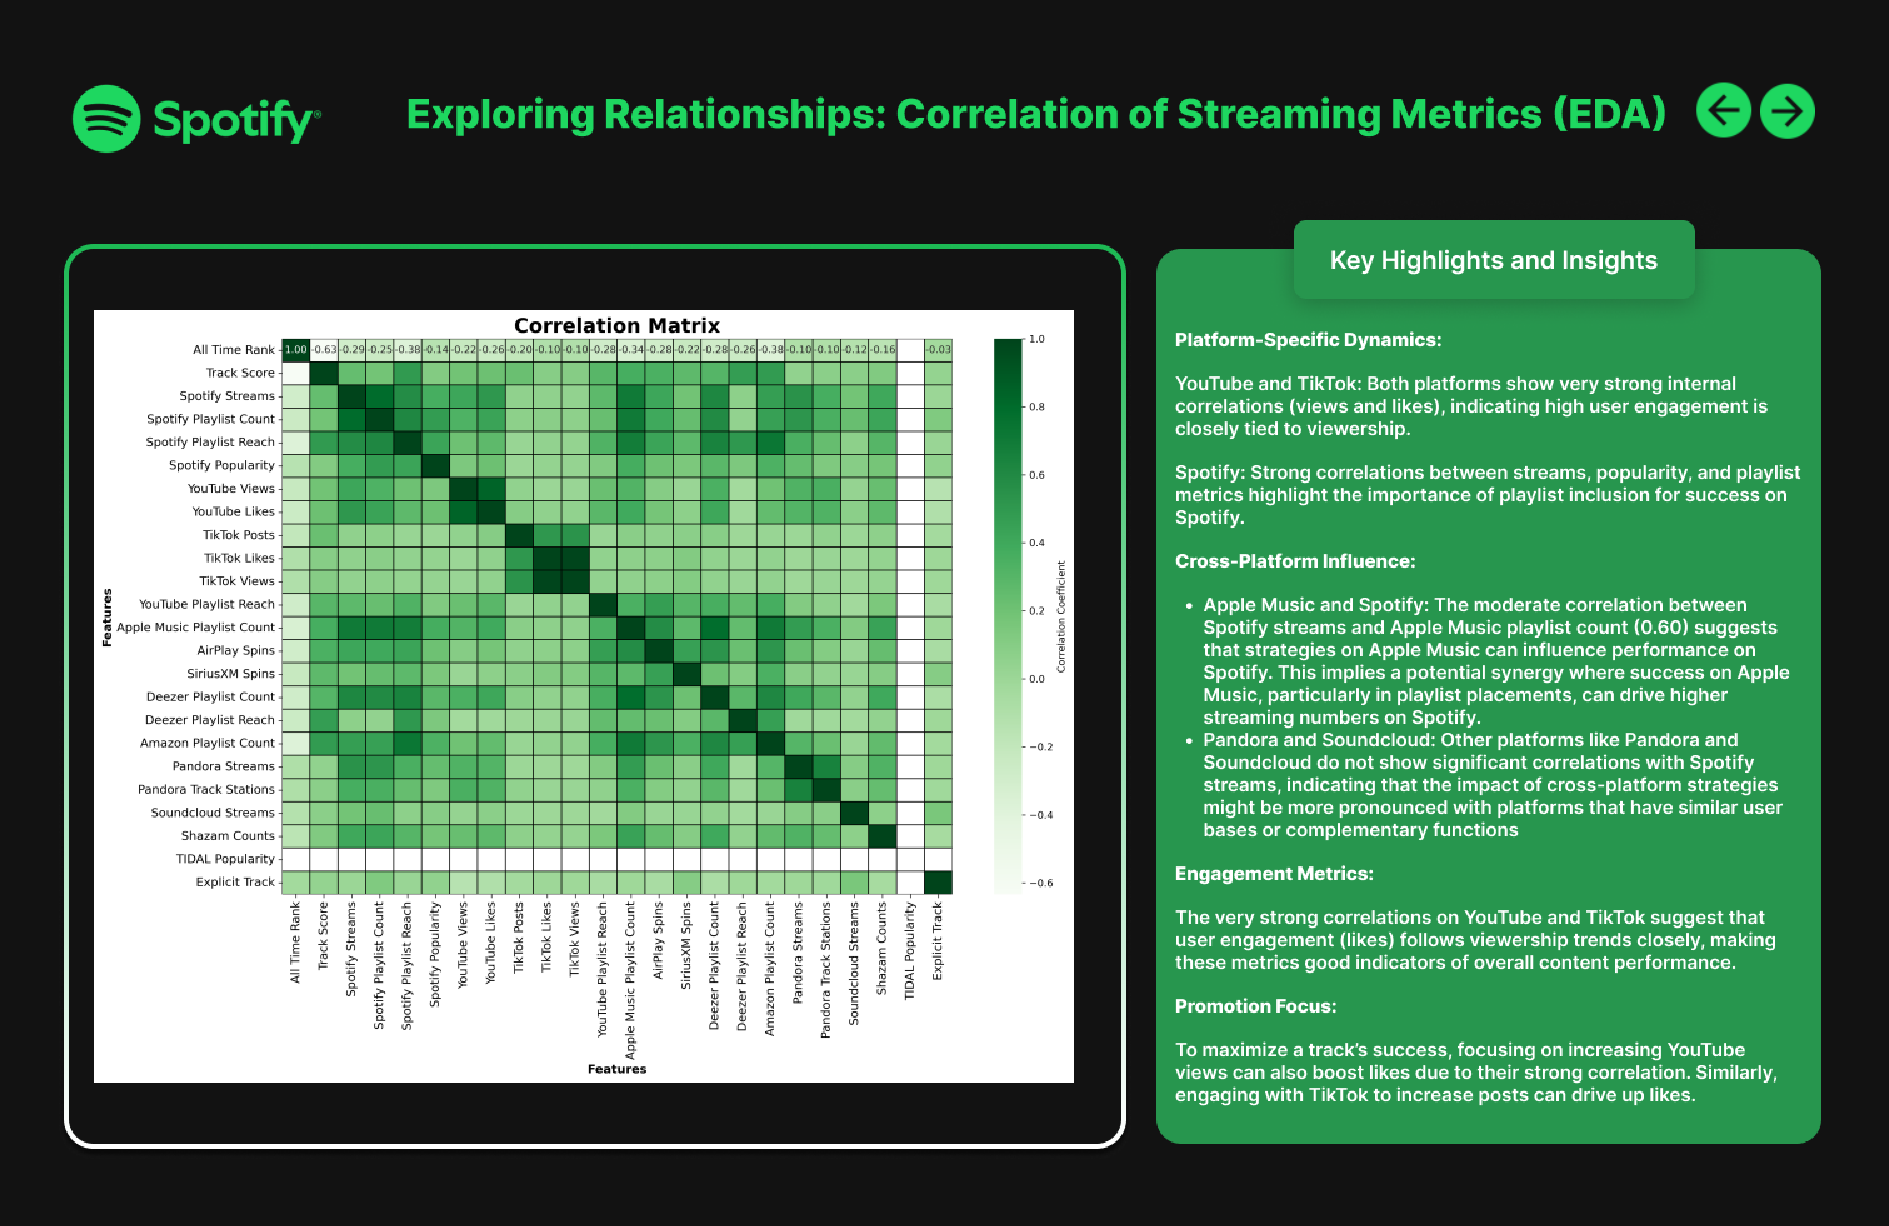 Spotify®
Exploring Relationships: Correlation of Streaming Metrics (EDA)
Correlation Matrix
All Time Rank
1.00 -0.63 -0.29 -0.25 -0.38 -0.14 -0.22 -0.26 -0.20 -0.10 -0.10 -0.28 -0.34 -0.28 -0.22 -0.28 -0.26 -0.38 -0.10 -0.10 -0.12 -0.16 -0.03
Track Score
Spotify Streams
Spotify Playlist Count
Spotify Playlist Reach
Spotify Popularity
YouTube Views
YouTube Likes
TikTok Posts
TikTok Likes
TikTok Views
YouTube Playlist Reach
Apple Music Playlist Count
AirPlay Spins
SiriusXM Spins
Deezer Playlist Count
Deezer Playlist Reach
Amazon Playlist Count
Pandora Streams
Pandora Track Stations
Soundcloud Streams
Shazam Counts
TIDAL Popularity
Explicit Track
Features
All Time Rank
Track Score
Spotify Streams
Spotify Playlist Count
Spotify Playlist Reach
Spotify Popularity
YouTube Views
YouTube Likes
TikTok Posts
TikTok Likes
TikTok Views
YouTube Playlist Reach
Apple Music Playlist Count
AirPlay Spins
SiriusXM Spins
Deezer Playlist Count
Deezer Playlist Reach
Amazon Playlist Count
Pandora Streams
Pandora Track Stations
Soundcloud Streams
Shazam Counts
TIDAL Popularity
Explicit Track
Features
1.0
0.8
0.6
0.4
0.2
0.0
−0.2
−0.4
−0.6
Correlation Coefficient
Key Highlights and Insights
Platform-Specific Dynamics:
YouTube and TikTok: Both platforms show very strong internal
correlations (views and likes), indicating high user engagement is
closely tied to viewership.
Spotify: Strong correlations between streams, popularity, and playlist
metrics highlight the importance of playlist inclusion for success on
Spotify.
Cross-Platform Influence:
• Apple Music and Spotify: The moderate correlation between
Spotify streams and Apple Music playlist count (0.60) suggests
that strategies on Apple Music can influence performance on
Spotify. This implies a potential synergy where success on Apple
Music, particularly in playlist placements, can drive higher
streaming numbers on Spotify.
• Pandora and Soundcloud: Other platforms like Pandora and
Soundcloud do not show significant correlations with Spotify
streams, indicating that the impact of cross-platform strategies
might be more pronounced with platforms that have similar user
bases or complementary functions
Engagement Metrics:
The very strong correlations on YouTube and TikTok suggest that
user engagement (likes) follows viewership trends closely, making
these metrics good indicators of overall content performance.
Promotion Focus:
To maximize a track's success, focusing on increasing YouTube
views can also boost likes due to their strong correlation. Similarly,
engaging with TikTok to increase posts can drive up likes.